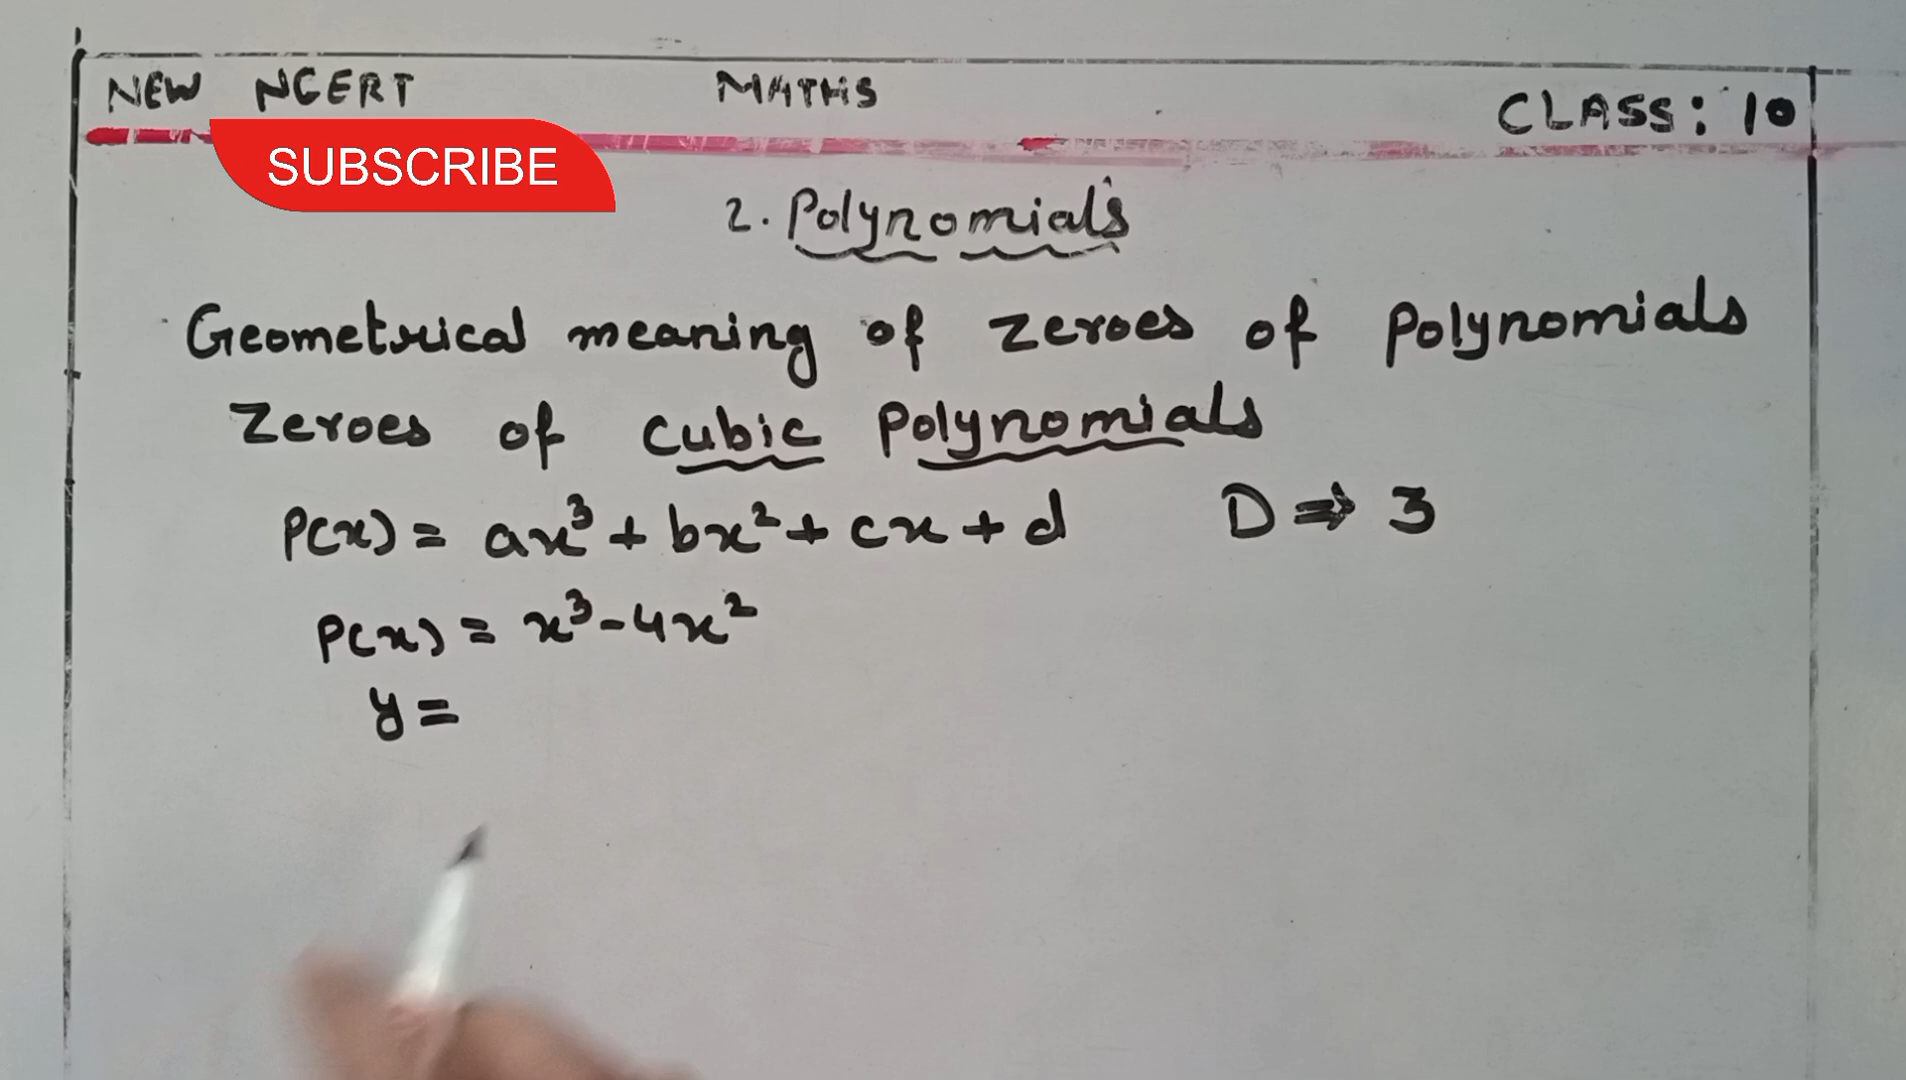 NEW NCERT MATHS CLASS: 10
SUBSCRIBE
2. Polynomials
Geometrical meaning of zeroes of polynomials
Zeroes of cubic polynomials
P(x) = ax³ + bx² + cx + d D ⇒ 3
P(x) = x³ - 4x²
y =